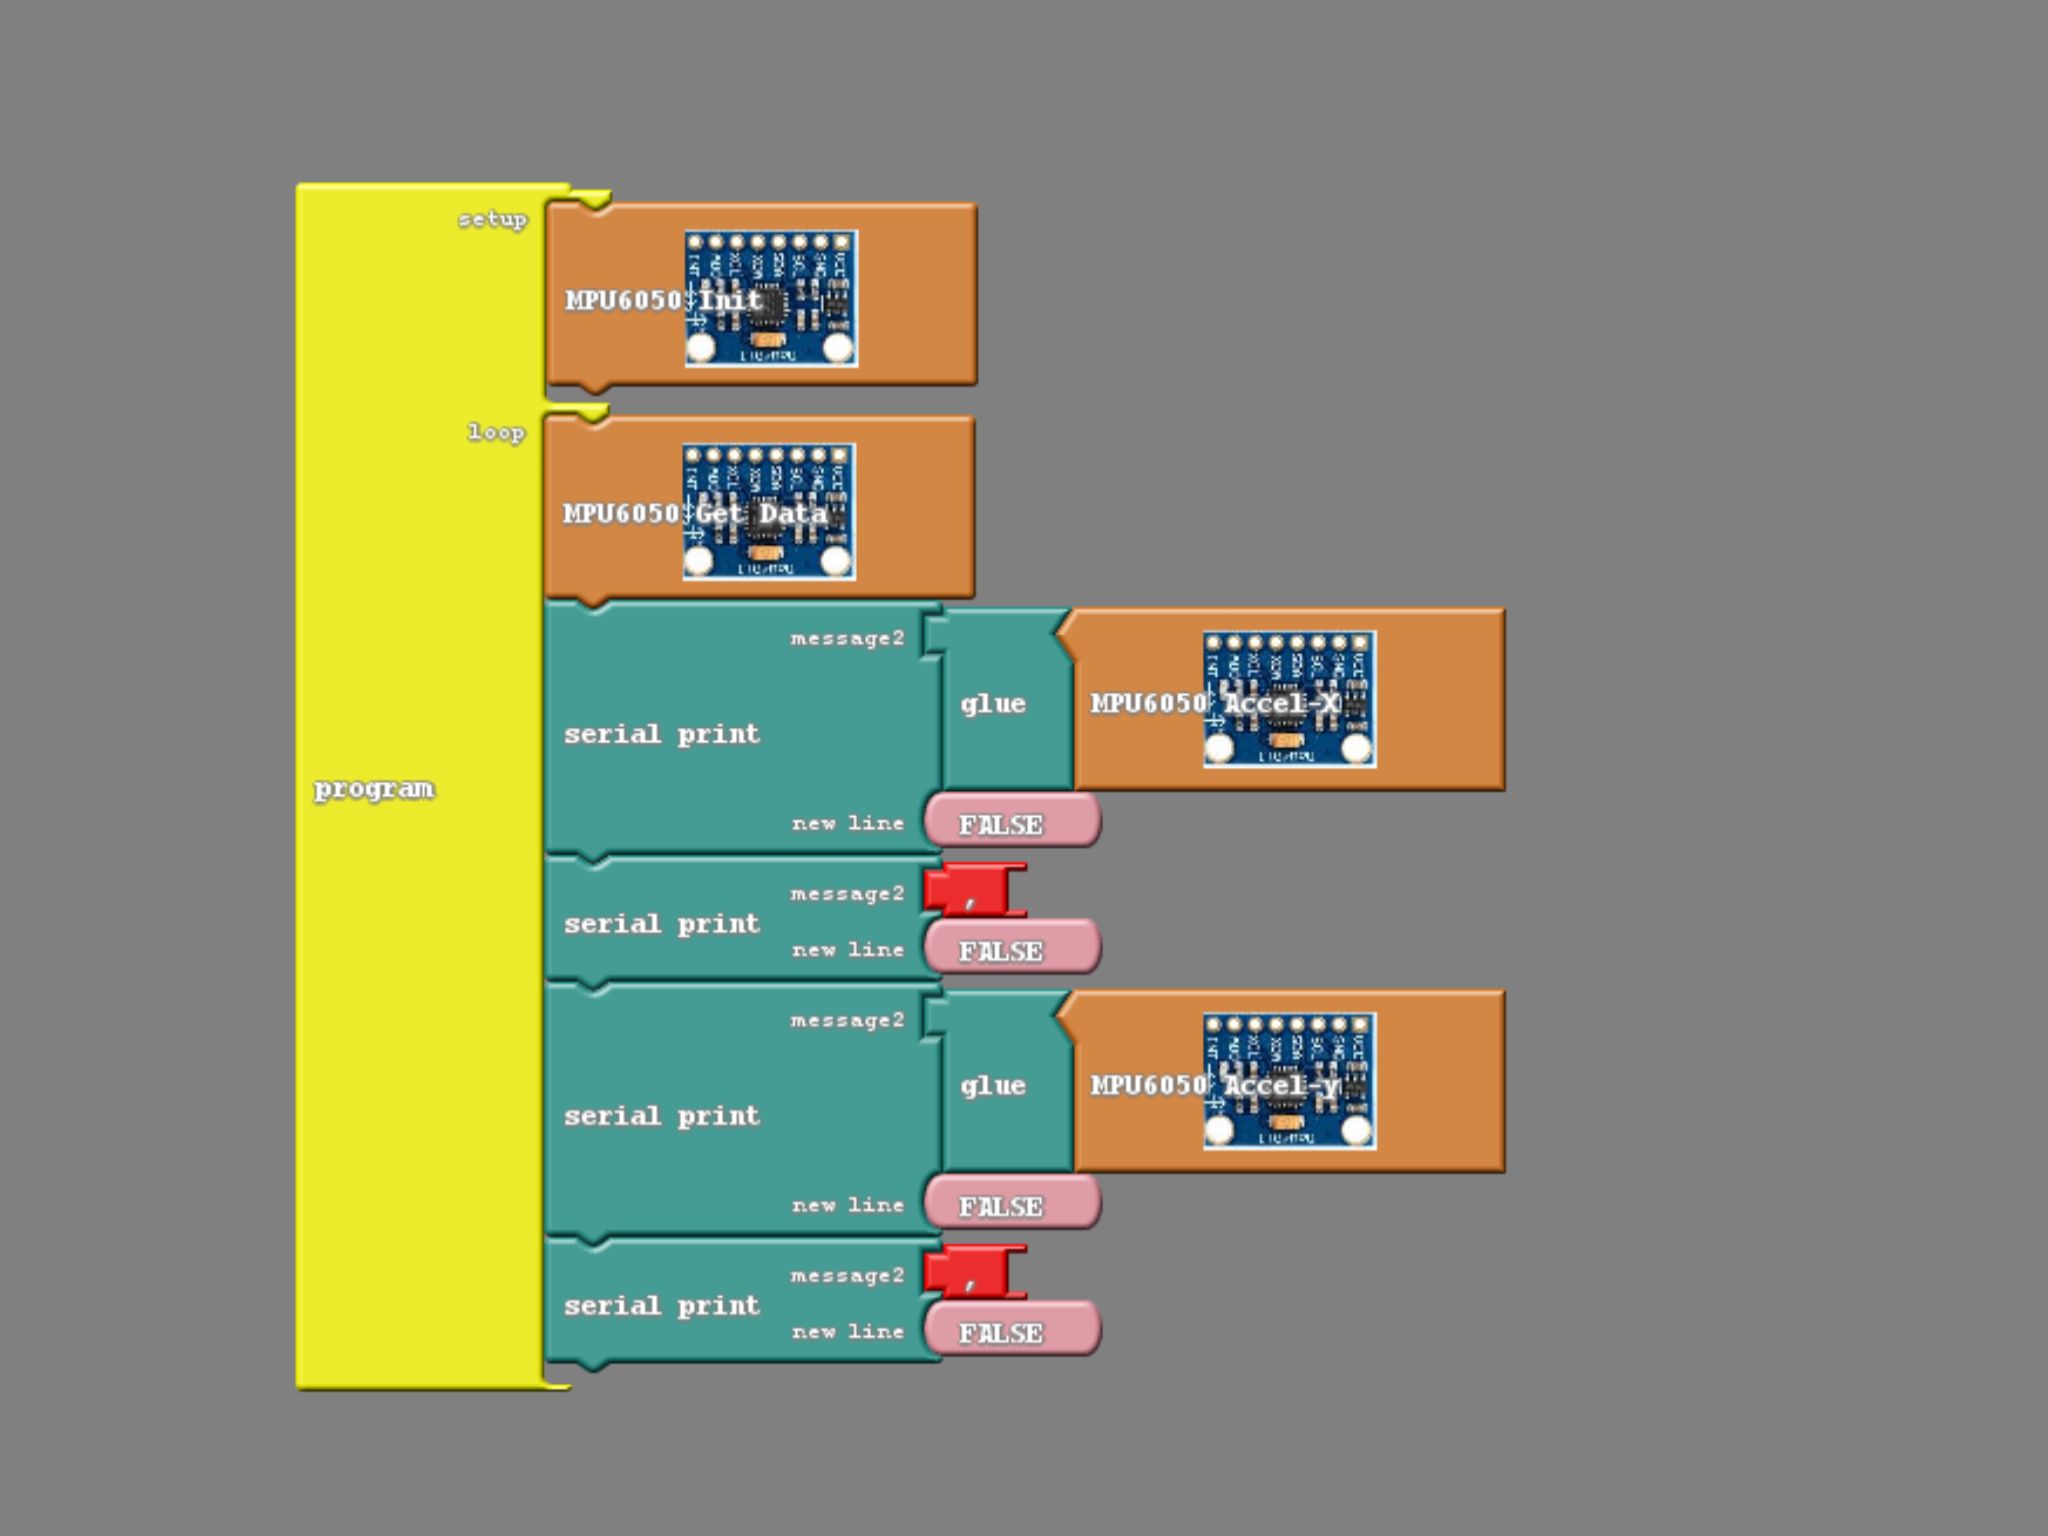 setup
MPU6050 Init
loop
MPU6050 Get Data
message2
glue
MPU6050 Accel-X
serial print
new line
FALSE
message2
,
serial print
new line
FALSE
program
message2
glue
MPU6050 Accel-y
serial print
new line
FALSE
message2
,
serial print
new line
FALSE